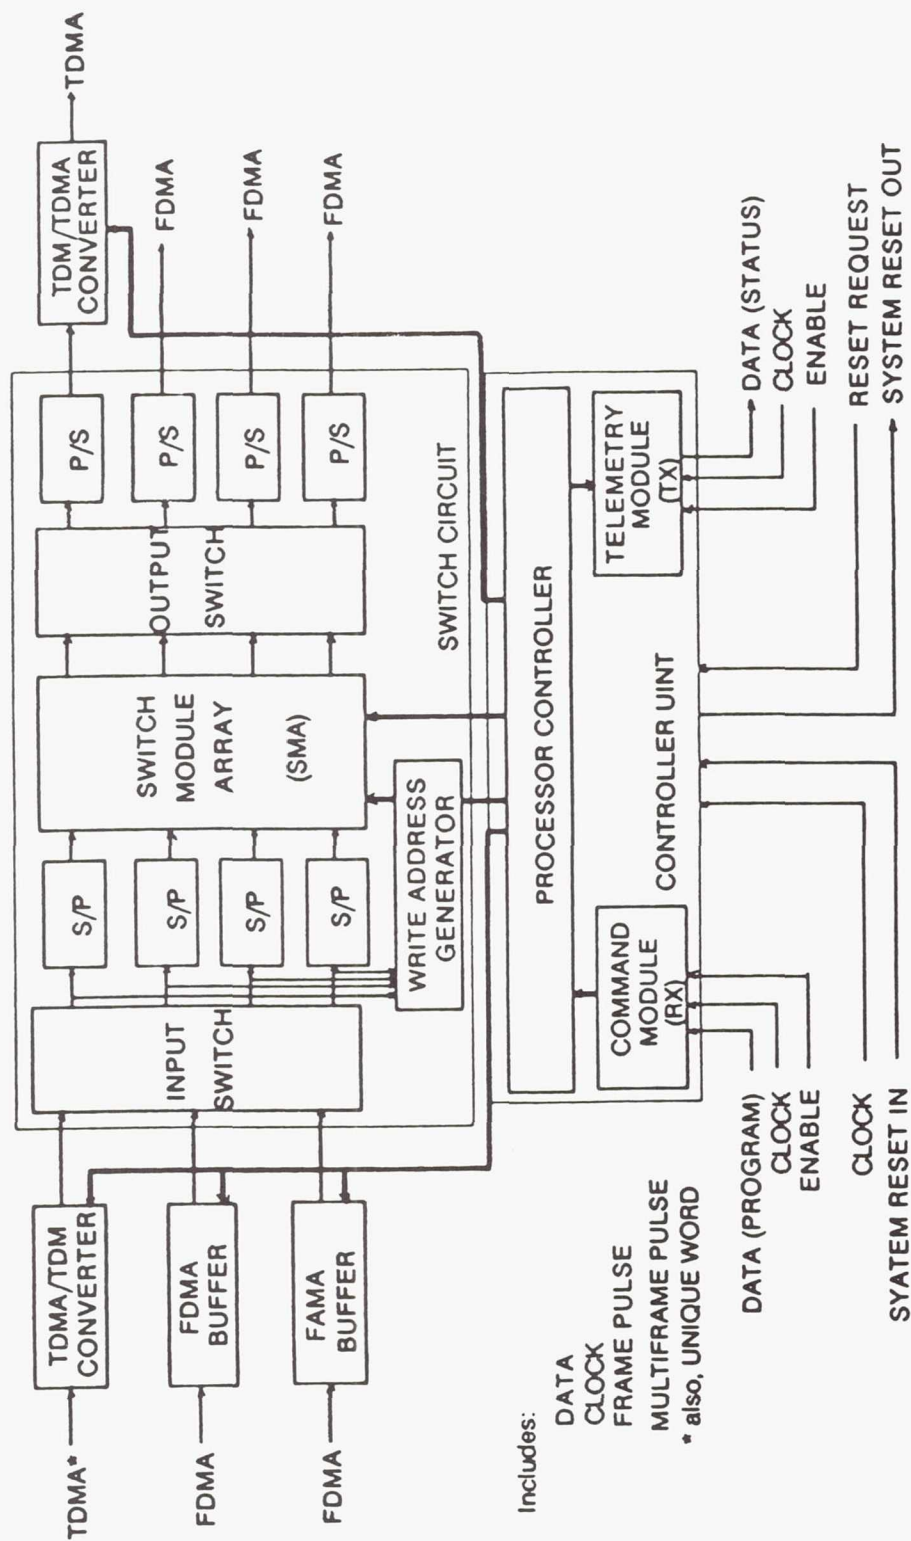 TDMA*
TDMA/TDM
CONVERTER
FDMA
FDMA
BUFFER
FDMA
FAMA
BUFFER
INPUT
SWITCH
S/P
S/P
S/P
S/P
WRITE ADDRESS
GENERATOR
SWITCH
MODULE
ARRAY
(SMA)
OUTPUT
SWITCH
P/S
P/S
P/S
P/S
SWITCH CIRCUIT
TDM/TDMA
CONVERTER
TDMA
FDMA
FDMA
FDMA
PROCESSOR CONTROLLER
COMMAND
MODULE
(RX)
CONTROLLER UINT
TELEMETRY
MODULE
(TX)
Includes:
DATA
CLOCK
FRAME PULSE
MULTIFRAME PULSE
* also, UNIQUE WORD
DATA (PROGRAM)
CLOCK
ENABLE
CLOCK
SYATEM RESET IN
DATA (STATUS)
CLOCK
ENABLE
RESET REQUEST
SYSTEM RESET OUT